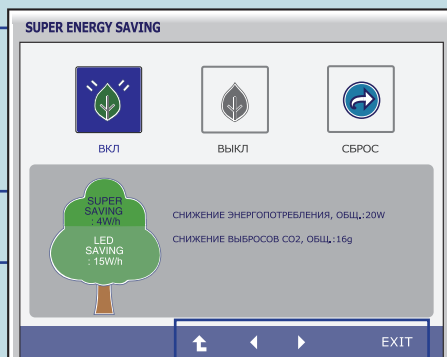 SUPER ENERGY SAVING
ВКЛ
ВЫКЛ
СБРОС
SUPER
SAVING
: 4W/h
LED
SAVING
: 15W/h
СНИЖЕНИЕ ЭНЕРГОПОТРЕБЛЕНИЯ, ОБЩ.:20W
СНИЖЕНИЕ ВЫБРОСОВ CO2, ОБЩ.:16g
EXIT